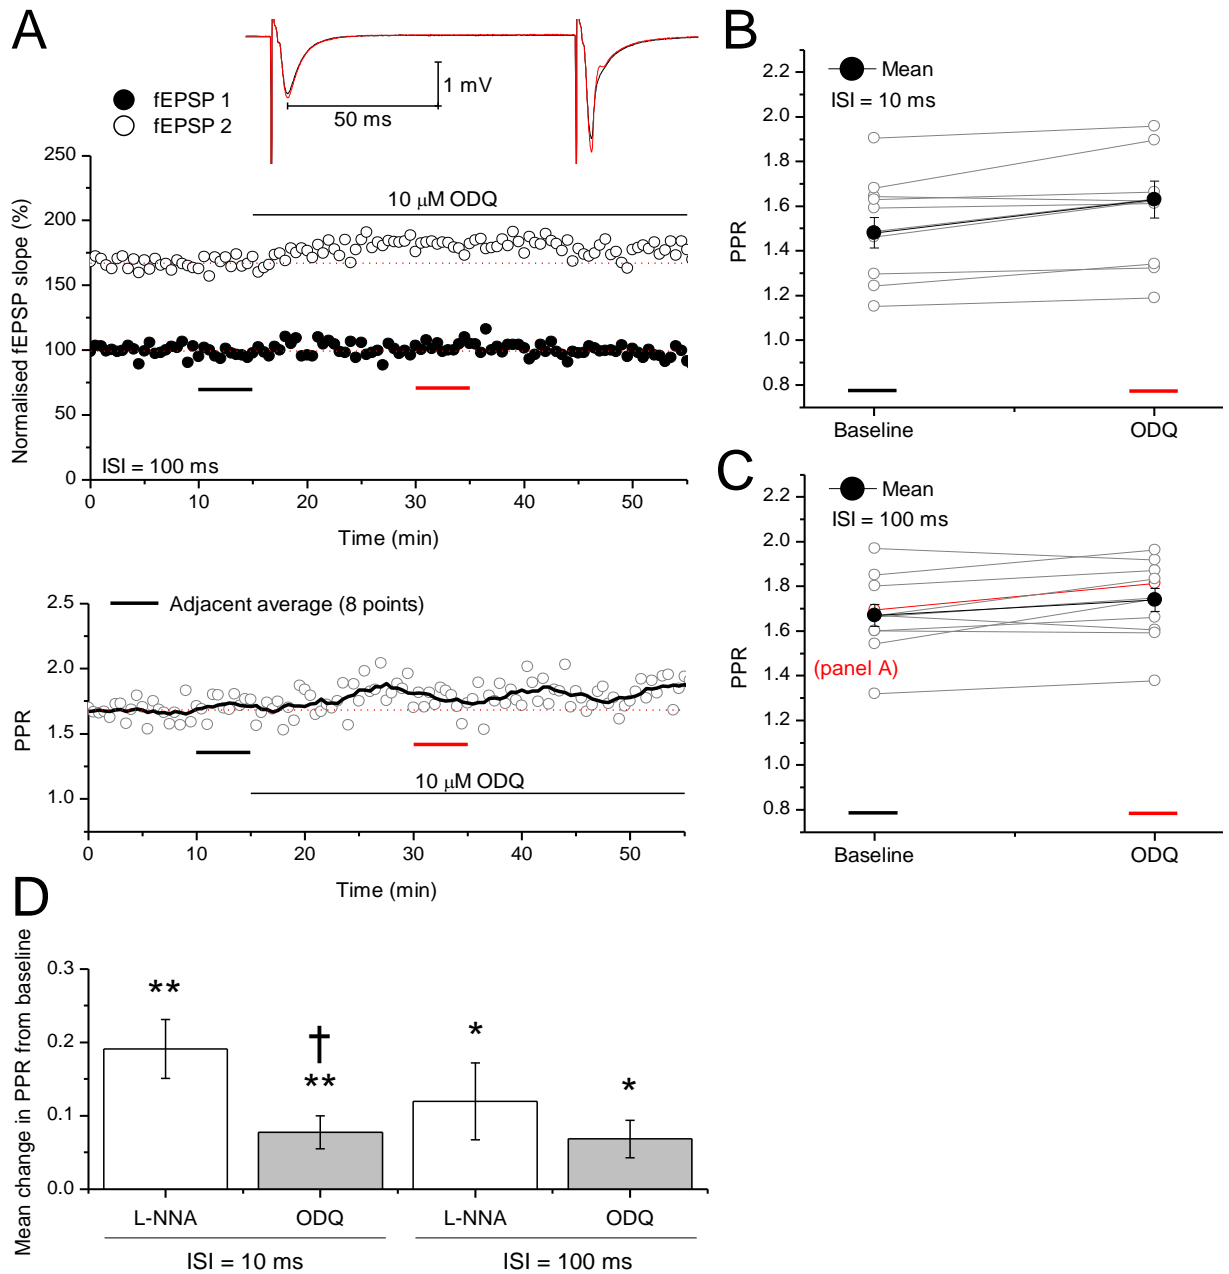 A
1 mV
50 ms
fEPSP 1
fEPSP 2
250
200
150
100
50
0
Normalised fEPSP slope (%)
10 μM ODQ
ISI = 100 ms
0 10 20 30 40 50
Time (min)
2.5
2.0
1.5
1.0
PPR
Adjacent average (8 points)
10 μM ODQ
0 10 20 30 40 50
Time (min)
B
2.2
2.0
1.8
1.6
1.4
1.2
1.0
0.8
PPR
Mean
ISI = 10 ms
Baseline ODQ
C
2.2
2.0
1.8
1.6
1.4
1.2
1.0
0.8
PPR
Mean
ISI = 100 ms
(panel A)
Baseline ODQ
D
0.3
0.2
0.1
0.0
Mean change in PPR from baseline
**
†
**
*
*
L-NNA ODQ L-NNA ODQ
ISI = 10 ms ISI = 100 ms